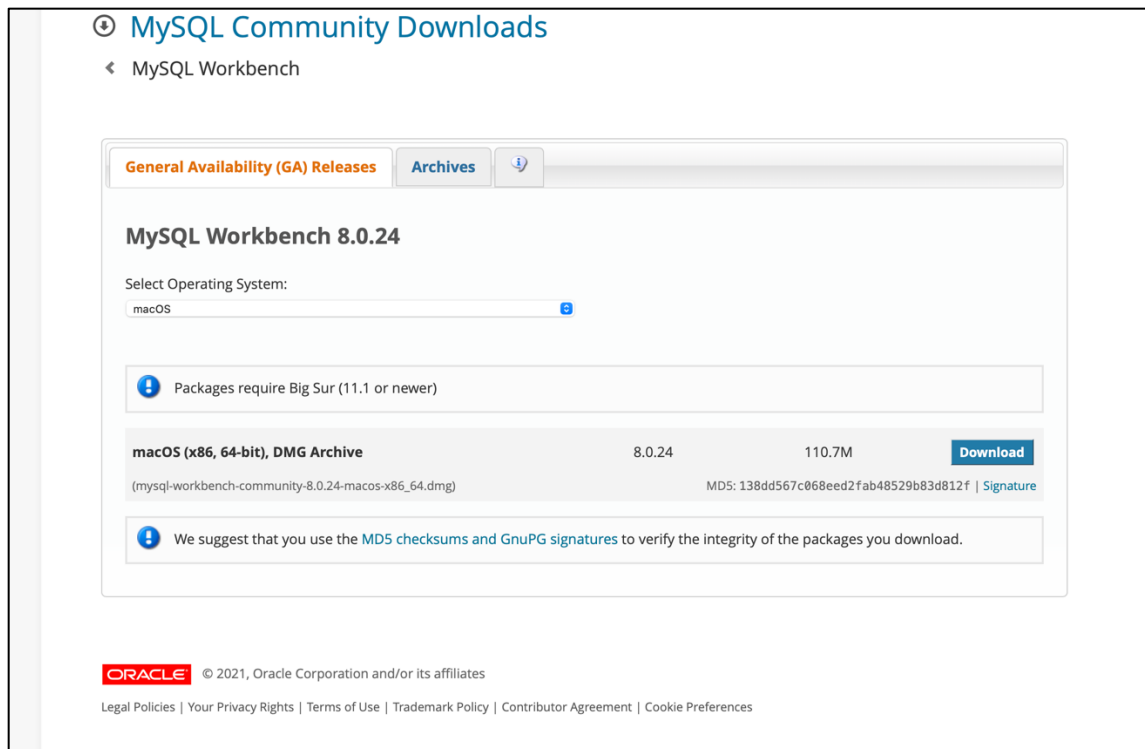 MySQL Community Downloads
MySQL Workbench
General Availability (GA) Releases
Archives
MySQL Workbench 8.0.24
Select Operating System:
macOS
Packages require Big Sur (11.1 or newer)
macOS (x86, 64-bit), DMG Archive 8.0.24 110.7M Download
(mysql-workbench-community-8.0.24-macos-x86_64.dmg) MD5: 138dd567c068eed2fab48529b83d812f | Signature
We suggest that you use the MD5 checksums and GnuPG signatures to verify the integrity of the packages you download.
ORACLE © 2021, Oracle Corporation and/or its affiliates
Legal Policies | Your Privacy Rights | Terms of Use | Trademark Policy | Contributor Agreement | Cookie Preferences